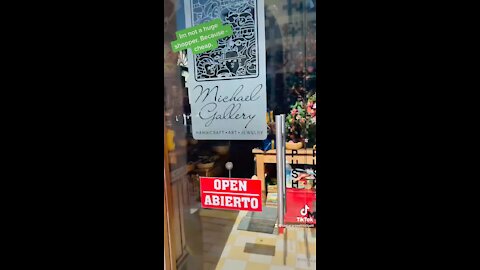 Im not a huge
shopper. Because -
cheap.
Michael
Gallery
HANDICRAFT • ART • JEWELRY
OPEN
ABIERTO
TikTok